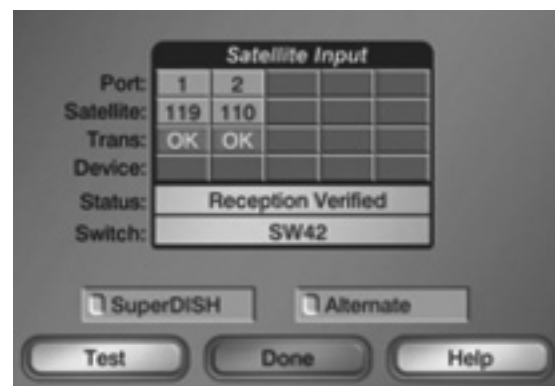 Satellite Input
Port: 1 2
Satellite: 119 110
Trans: OK OK
Device:
Status: Reception Verified
Switch: SW42
SuperDISH Alternate
Test Done Help